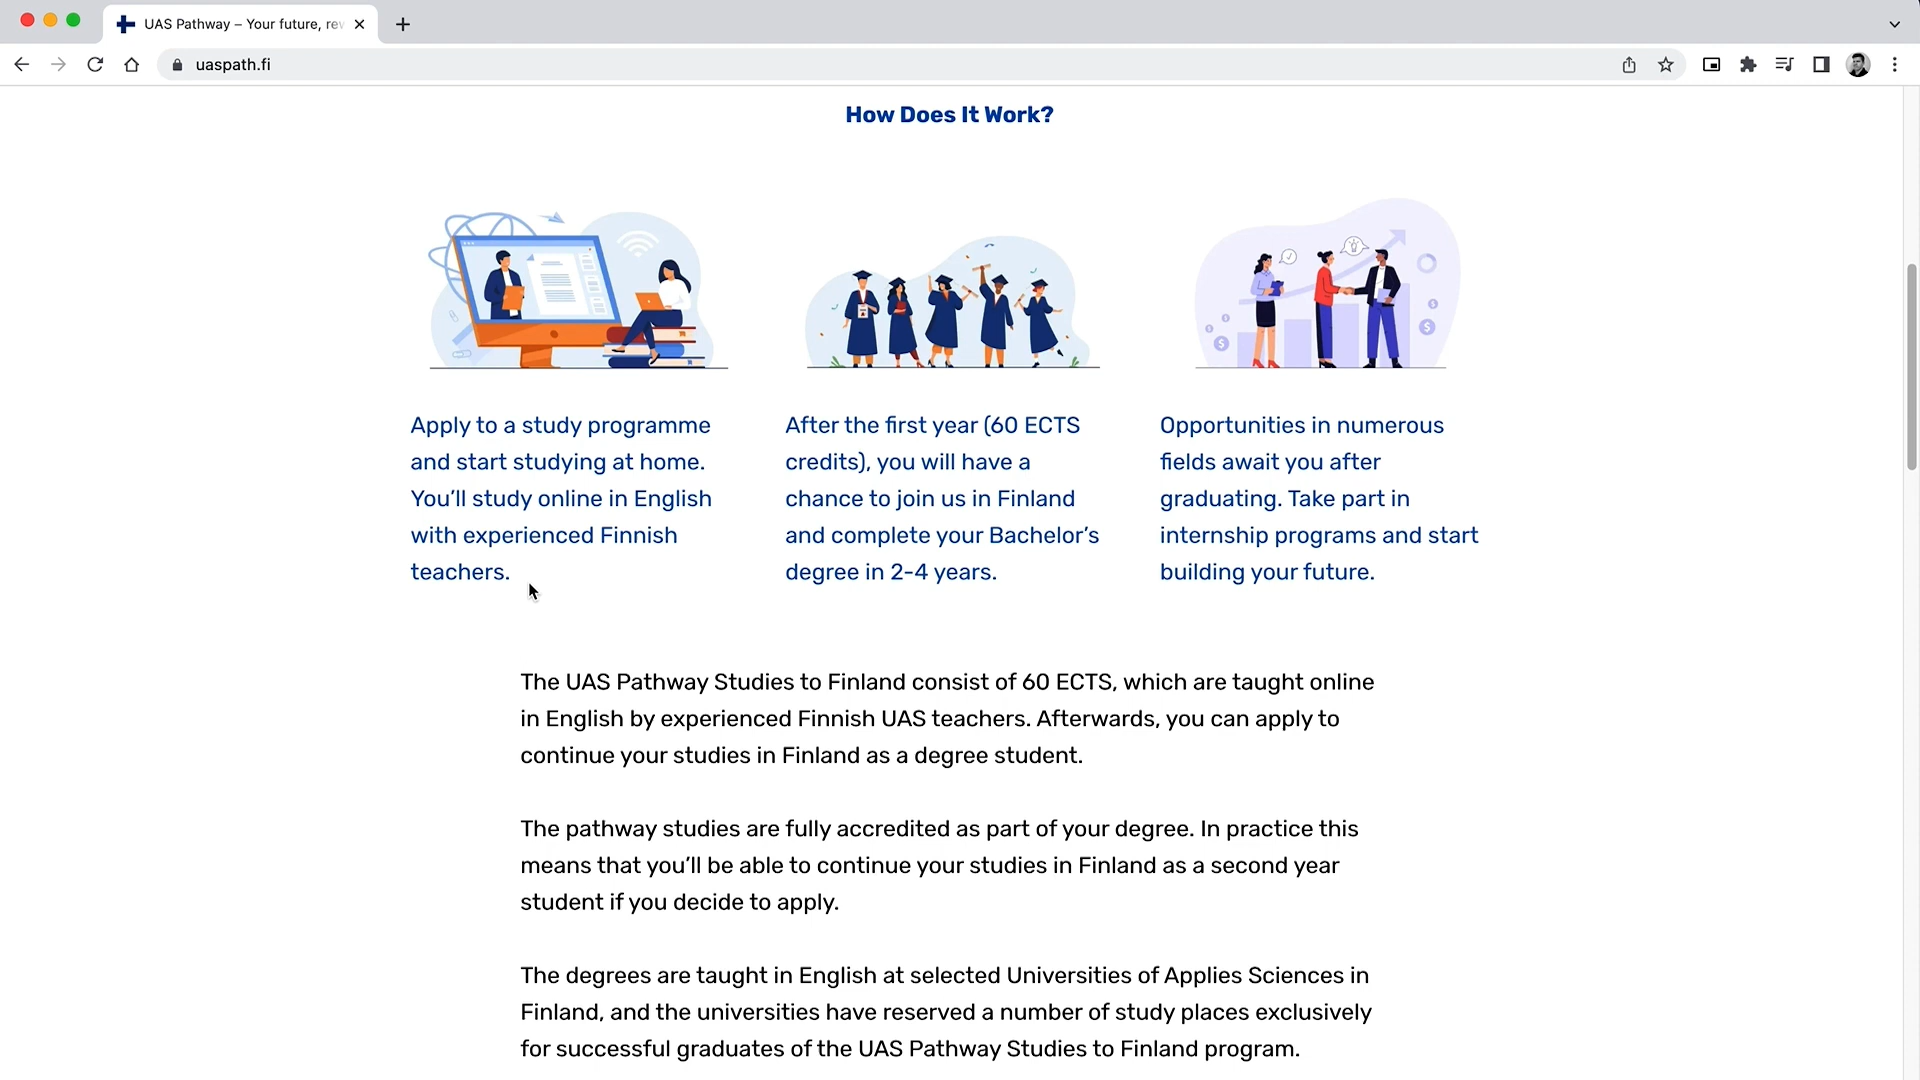 UAS Pathway – Your future, rev
uaspath.fi
How Does It Work?
Apply to a study programme
and start studying at home.
You’ll study online in English
with experienced Finnish
teachers.
After the first year (60 ECTS
credits), you will have a
chance to join us in Finland
and complete your Bachelor’s
degree in 2-4 years.
Opportunities in numerous
fields await you after
graduating. Take part in
internship programs and start
building your future.
The UAS Pathway Studies to Finland consist of 60 ECTS, which are taught online
in English by experienced Finnish UAS teachers. Afterwards, you can apply to
continue your studies in Finland as a degree student.
The pathway studies are fully accredited as part of your degree. In practice this
means that you’ll be able to continue your studies in Finland as a second year
student if you decide to apply.
The degrees are taught in English at selected Universities of Applies Sciences in
Finland, and the universities have reserved a number of study places exclusively
for successful graduates of the UAS Pathway Studies to Finland program.